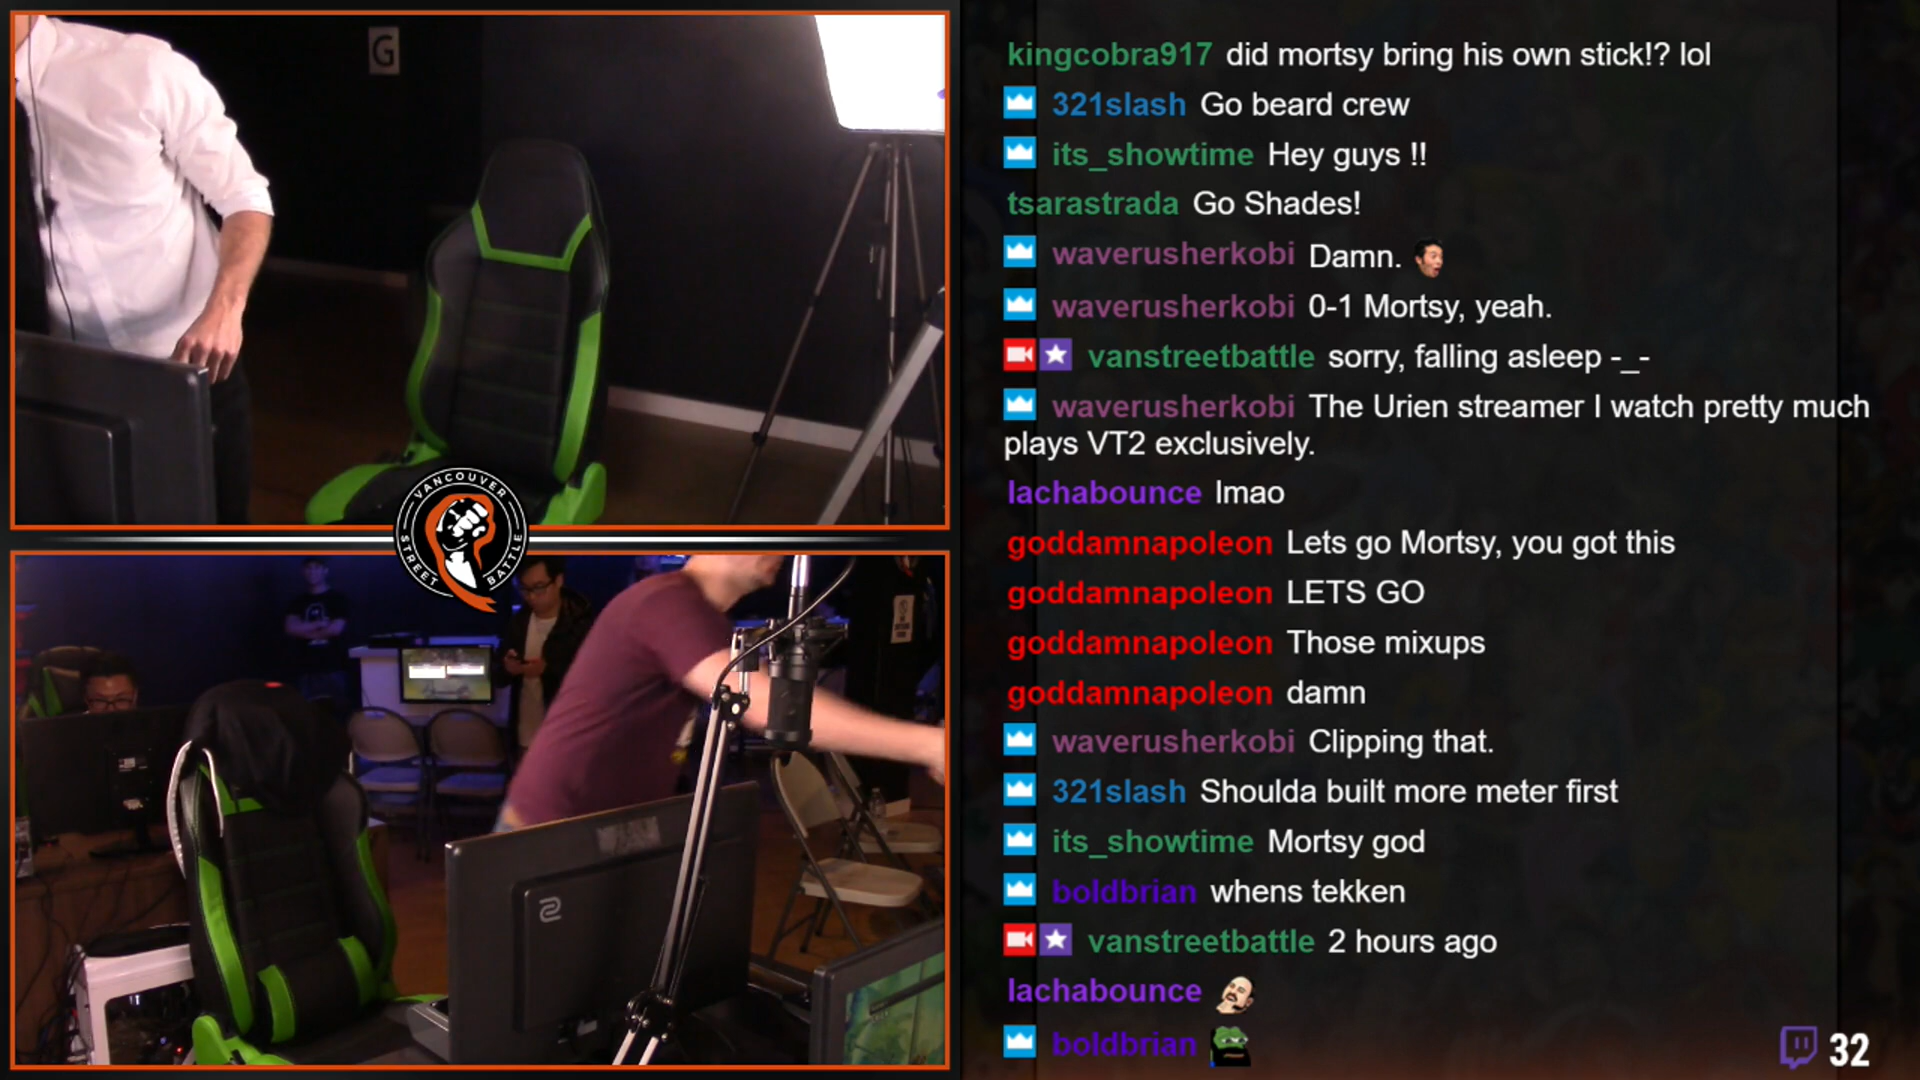 G
VANCOUVER
STREET BATTLE
kingcobra917 did mortsy bring his own stick!? lol
321slash Go beard crew
its_showtime Hey guys !!
tsarastrada Go Shades!
waverusherkobi Damn.
waverusherkobi 0-1 Mortsy, yeah.
vanstreetbattle sorry, falling asleep -_-
waverusherkobi The Urien streamer I watch pretty much
plays VT2 exclusively.
lachabounce lmao
goddamnapoleon Lets go Mortsy, you got this
goddamnapoleon LETS GO
goddamnapoleon Those mixups
goddamnapoleon damn
waverusherkobi Clipping that.
321slash Shoulda built more meter first
its_showtime Mortsy god
boldbrian whens tekken
vanstreetbattle 2 hours ago
lachabounce
boldbrian
32